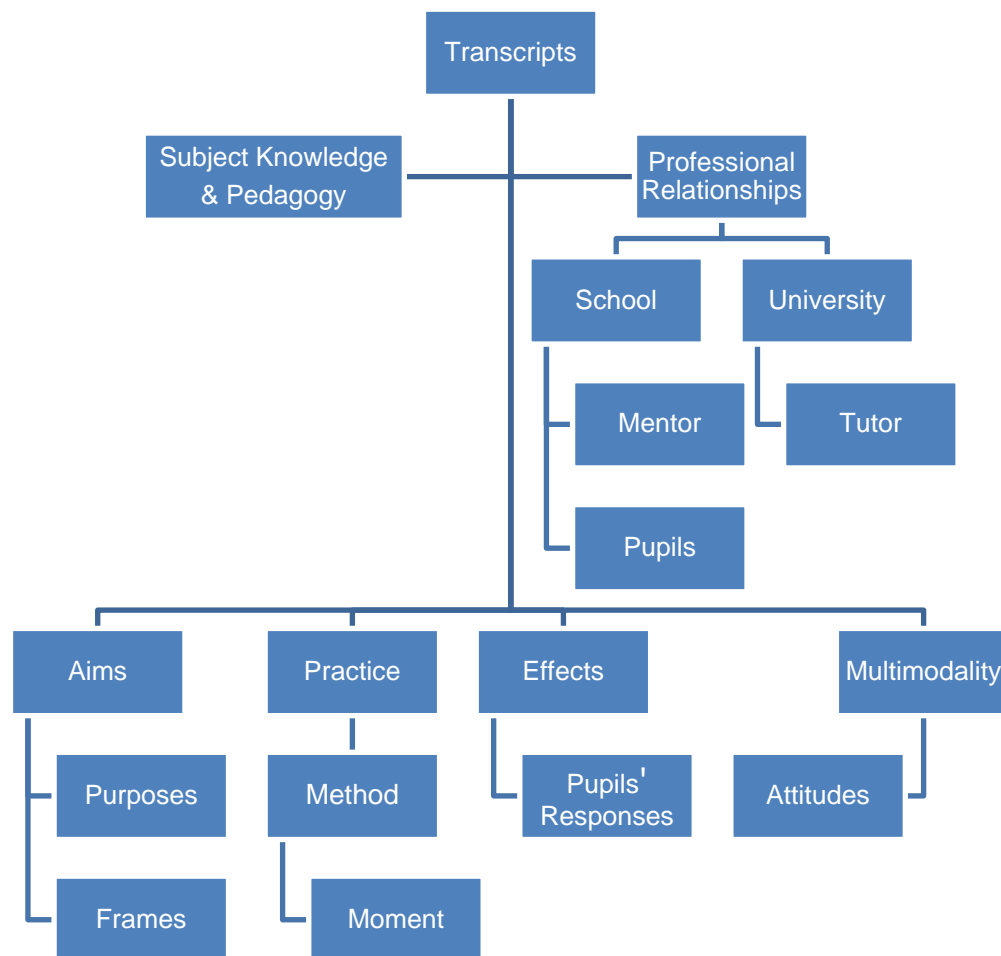 Transcripts
Subject Knowledge
& Pedagogy
Professional
Relationships
School
University
Mentor
Tutor
Pupils
Aims
Practice
Effects
Multimodality
Purposes
Method
Pupils'
Responses
Attitudes
Frames
Moment